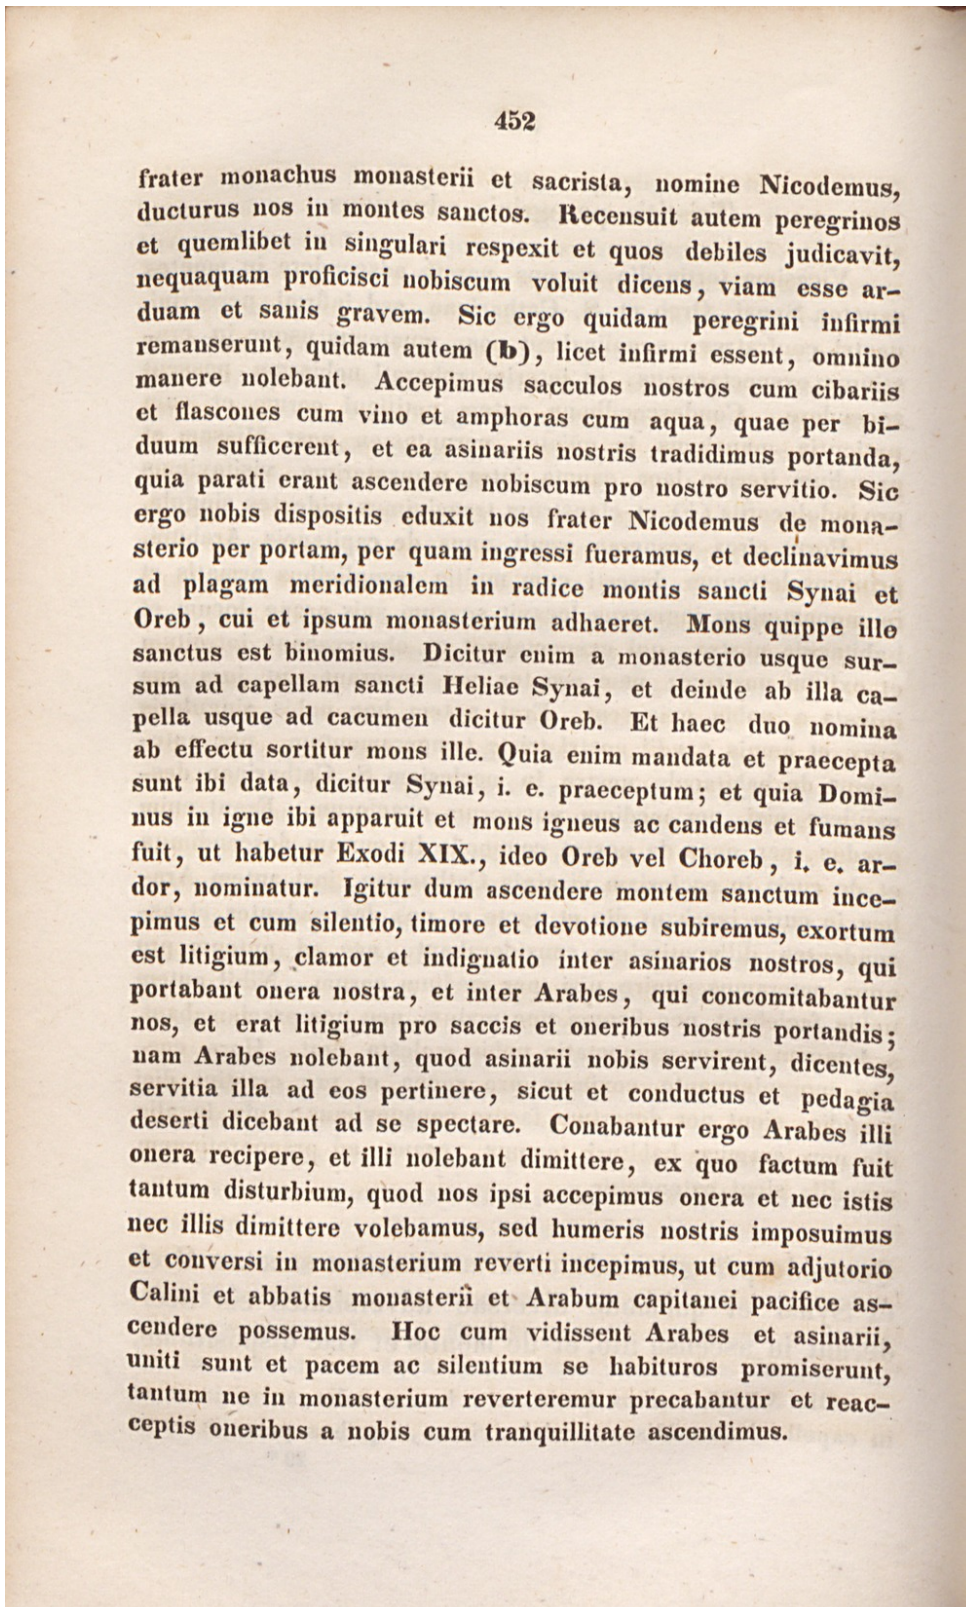 452
frater monachus monasterii et sacrista, nomine Nicodemus,
ducturus nos in montes sanctos. Recensuit autem peregrinos
et quemlibet in singulari respexit et quos debiles judicavit,
nequaquam proficisci nobiscum voluit dicens, viam esse ar-
duam et sanis gravem. Sic ergo quidam peregrini infirmi
remanserunt, quidam autem (b), licet infirmi essent, omnino
manere nolebant. Accepimus sacculos nostros cum cibariis
et flascones cum vino et amphoras cum aqua, quae per bi-
duum sufficerent, et ea asinariis nostris tradidimus portanda,
quia parati erant ascendere nobiscum pro nostro servitio. Sic
ergo nobis dispositis eduxit nos frater Nicodemus de mona-
sterio per portam, per quam ingressi fueramus, et declinavimus
ad plagam meridionalem in radice montis sancti Synai et
Oreb, cui et ipsum monasterium adhaeret. Mons quippe ille
sanctus est binomius. Dicitur enim a monasterio usque sur-
sum ad capellam sancti Heliae Synai, et deinde ab illa ca-
pella usque ad cacumen dicitur Oreb. Et haec duo nomina
ab effectu sortitur mons ille. Quia enim mandata et praecepta
sunt ibi data, dicitur Synai, i. e. praeceptum; et quia Domi-
nus in igne ibi apparuit et mons igneus ac candens et fumans
fuit, ut habetur Exodi XIX., ideo Oreb vel Choreb, i. e. ar-
dor, nominatur. Igitur dum ascendere montem sanctum ince-
pimus et cum silentio, timore et devotione subiremus, exortum
est litigium, clamor et indignatio inter asinarios nostros, qui
portabant onera nostra, et inter Arabes, qui concomitabantur
nos, et erat litigium pro saccis et oneribus nostris portandis;
nam Arabes nolebant, quod asinarii nobis servirent, dicentes,
servitia illa ad eos pertinere, sicut et conductus et pedagia
deserti dicebant ad se spectare. Conabantur ergo Arabes illi
onera recipere, et illi nolebant dimittere, ex quo factum fuit
tantum disturbium, quod nos ipsi accepimus onera et nec istis
nec illis dimittere volebamus, sed humeris nostris imposuimus
et conversi in monasterium reverti incepimus, ut cum adjutorio
Calini et abbatis monasterii et Arabum capitanei pacifice as-
cendere possemus. Hoc cum vidissent Arabes et asinarii,
uniti sunt et pacem ac silentium se habituros promiserunt,
tantum ne in monasterium reverteremur precabantur et reac-
ceptis oneribus a nobis cum tranquillitate ascendimus.